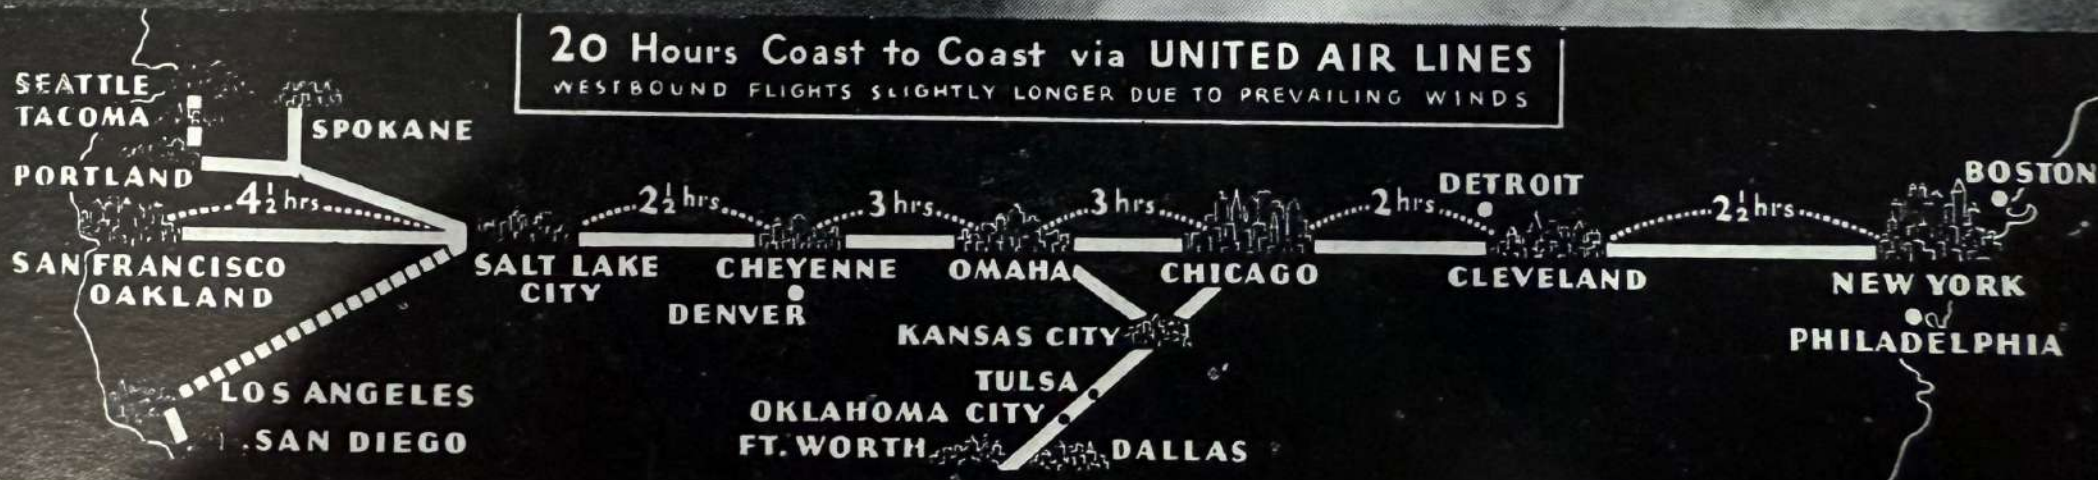 20 Hours Coast to Coast via UNITED AIR LINES
WESTBOUND FLIGHTS SLIGHTLY LONGER DUE TO PREVAILING WINDS
SEATTLE
TACOMA
SPOKANE
PORTLAND
4½ hrs
2½ hrs
3 hrs
3 hrs
2 hrs
DETROIT
2½ hrs
BOSTON
SAN FRANCISCO
OAKLAND
SALT LAKE
CITY
CHEYENNE
DENVER
OMAHA
CHICAGO
CLEVELAND
NEW YORK
PHILADELPHIA
KANSAS CITY
TULSA
OKLAHOMA CITY
FT. WORTH
DALLAS
LOS ANGELES
SAN DIEGO